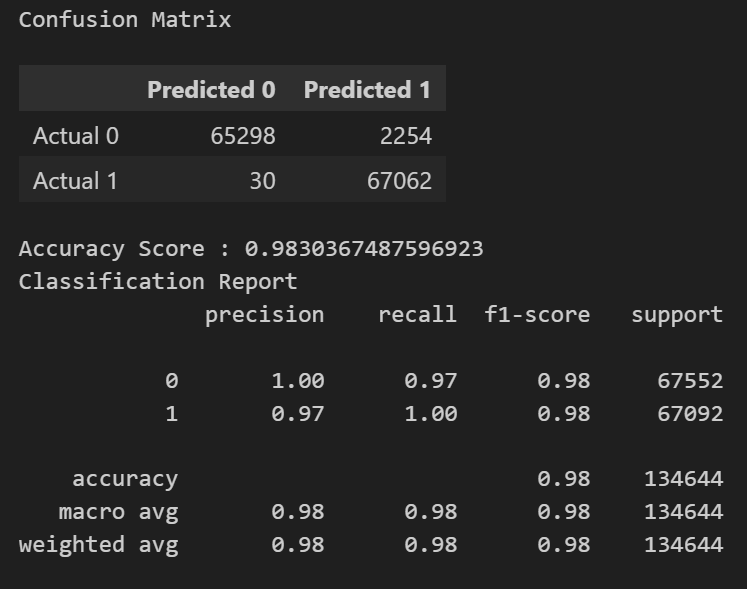 Confusion Matrix
Predicted 0 Predicted 1
Actual 0 65298 2254
Actual 1 30 67062
Accuracy Score : 0.9830367487596923
Classification Report
precision recall f1-score support
0 1.00 0.97 0.98 67552
1 0.97 1.00 0.98 67092
accuracy 0.98 134644
macro avg 0.98 0.98 0.98 134644
weighted avg 0.98 0.98 0.98 134644